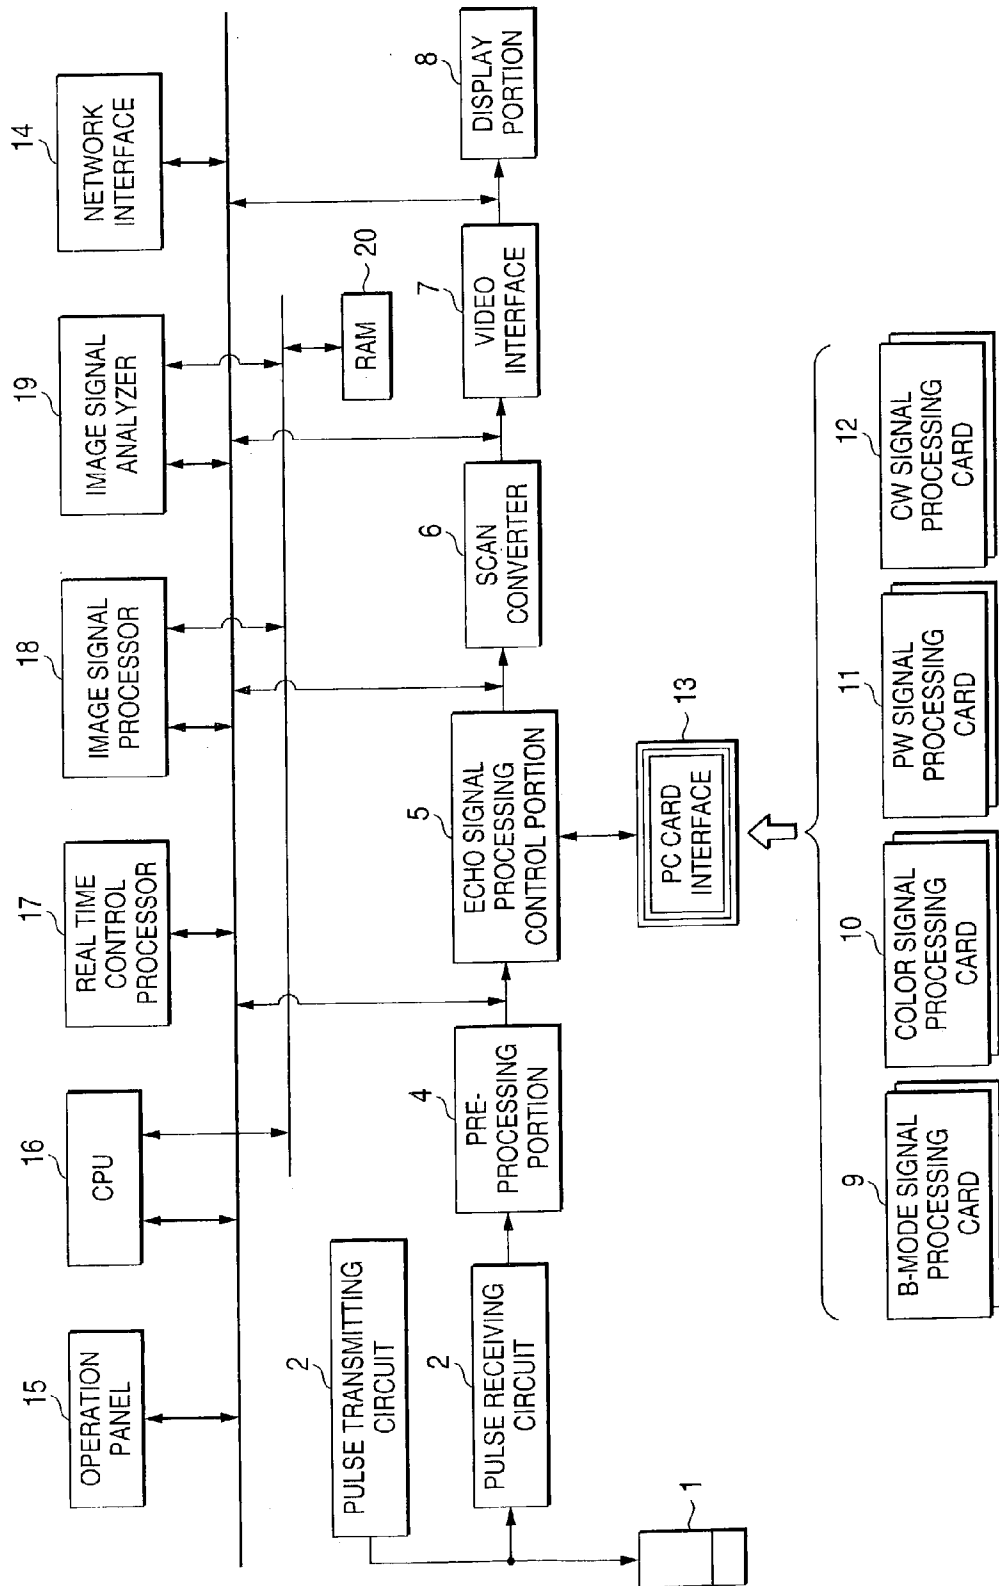 15
OPERATION
PANEL
16
CPU
17
REAL TIME
CONTROL
PROCESSOR
18
IMAGE SIGNAL
PROCESSOR
19
IMAGE SIGNAL
ANALYZER
14
NETWORK
INTERFACE
20
RAM
2
PULSE TRANSMITTING
CIRCUIT
2
PULSE RECEIVING
CIRCUIT
4
PRE-
PROCESSING
PORTION
5
ECHO SIGNAL
PROCESSING
CONTROL PORTION
6
SCAN
CONVERTER
7
VIDEO
INTERFACE
8
DISPLAY
PORTION
1
13
PC CARD
INTERFACE
9
B-MODE SIGNAL
PROCESSING
CARD
10
COLOR SIGNAL
PROCESSING
CARD
11
PW SIGNAL
PROCESSING
CARD
12
CW SIGNAL
PROCESSING
CARD